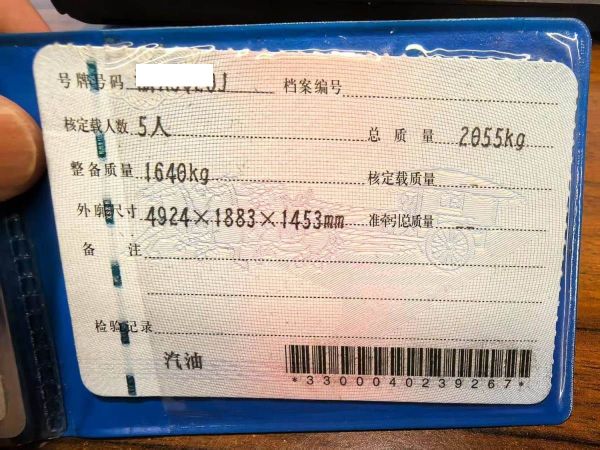 号牌号码 档案编号
核定载人数 5人 总质量 2055kg
整备质量 1640kg 核定载质量 --
外廓尺寸 4924×1883×1453mm 准牵引总质量 --
备注
检验记录
汽油
*3300040239267*